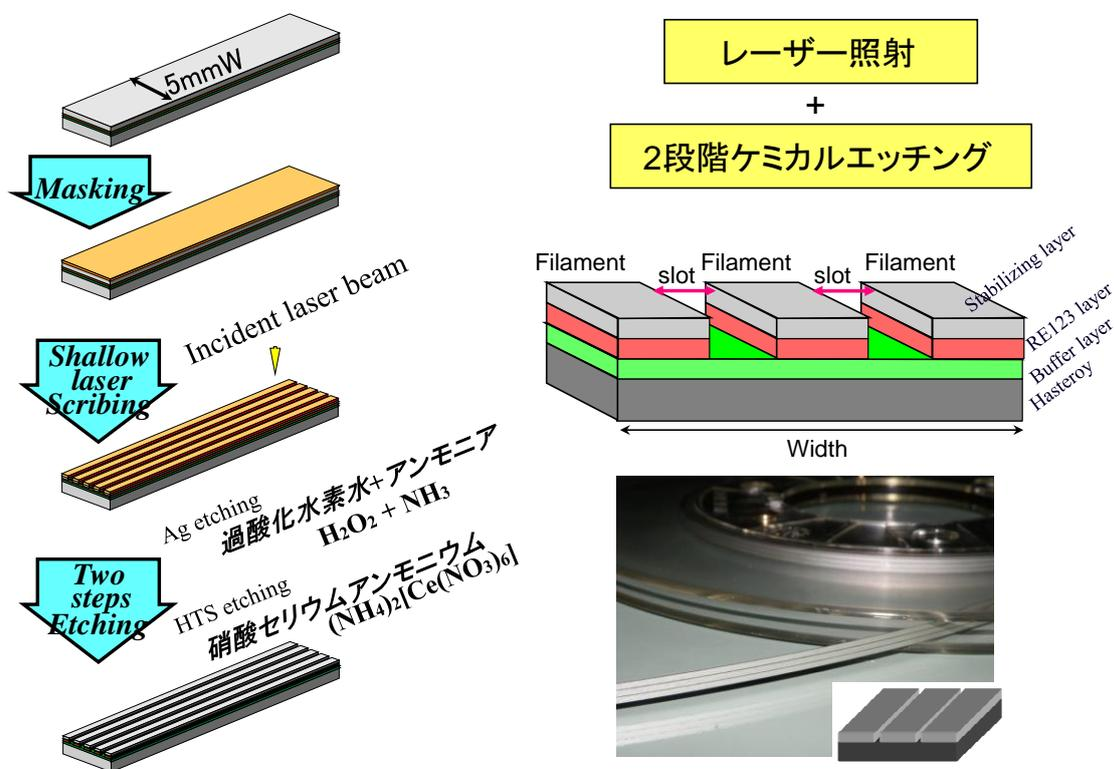 5mmW
Masking
Incident laser beam
Shallow
laser
Scribing
Ag etching
過酸化水素水+アンモニア
H₂O₂ + NH₃
Two
steps
Etching
HTS etching
硝酸セリウムアンモニウム
(NH₄)₂[Ce(NO₃)₆]
レーザー照射
+
2段階ケミカルエッチング
Filament
slot
Filament
slot
Filament
Stabilizing layer
RE123 layer
Buffer layer
Hasteroy
Width